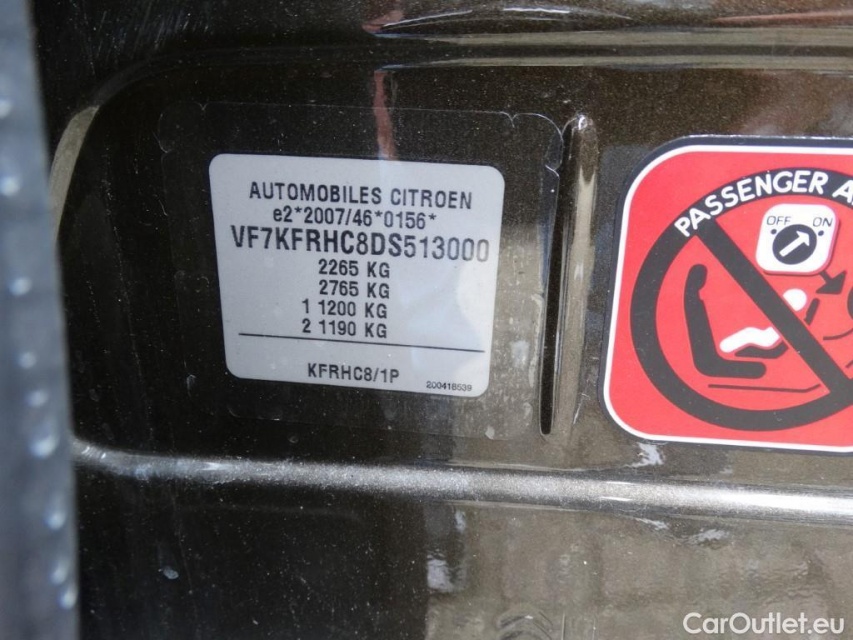 AUTOMOBILES CITROEN
e2*2007/46*0156*
VF7KFRHC8DS513000
2265 KG
2765 KG
1 1200 KG
2 1190 KG
KFRHC8/1P
200418539
PASSENGER
OFF ON
CarOutlet.eu